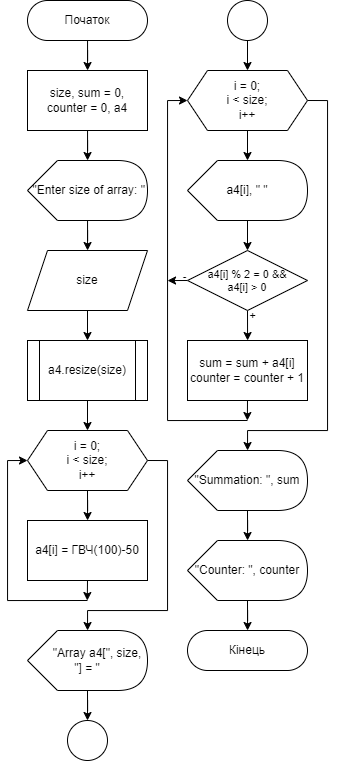 Початок
size, sum = 0,
counter = 0, a4
"Enter size of array: "
size
a4.resize(size)
i = 0;
i < size;
i++
a4[i] = ГВЧ(100)-50
"Array a4[", size,
"] = "
i = 0;
i < size;
i++
a4[i], " "
a4[i] % 2 = 0 &&
a4[i] > 0
-
+
sum = sum + a4[i]
counter = counter + 1
"Summation: ", sum
"Counter: ", counter
Кінець